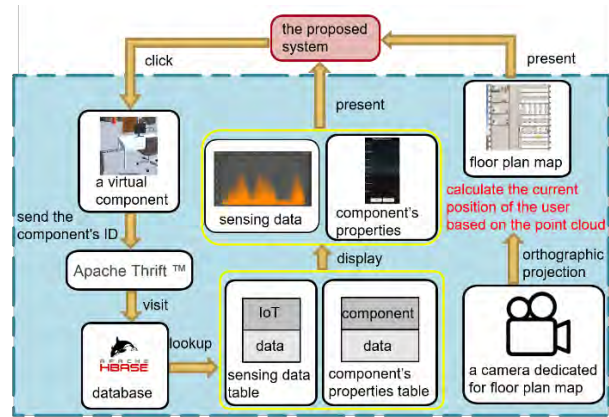 the proposed
system
click
present
present
a virtual
component
sensing data
component's
properties
floor plan map
calculate the current
position of the user
based on the point cloud
send the
component's ID
Apache Thrift ™
display
orthographic
projection
visit
IoT
data
component
data
APACHE
HBASE
lookup
database
sensing data
table
component's
properties table
a camera dedicated
for floor plan map